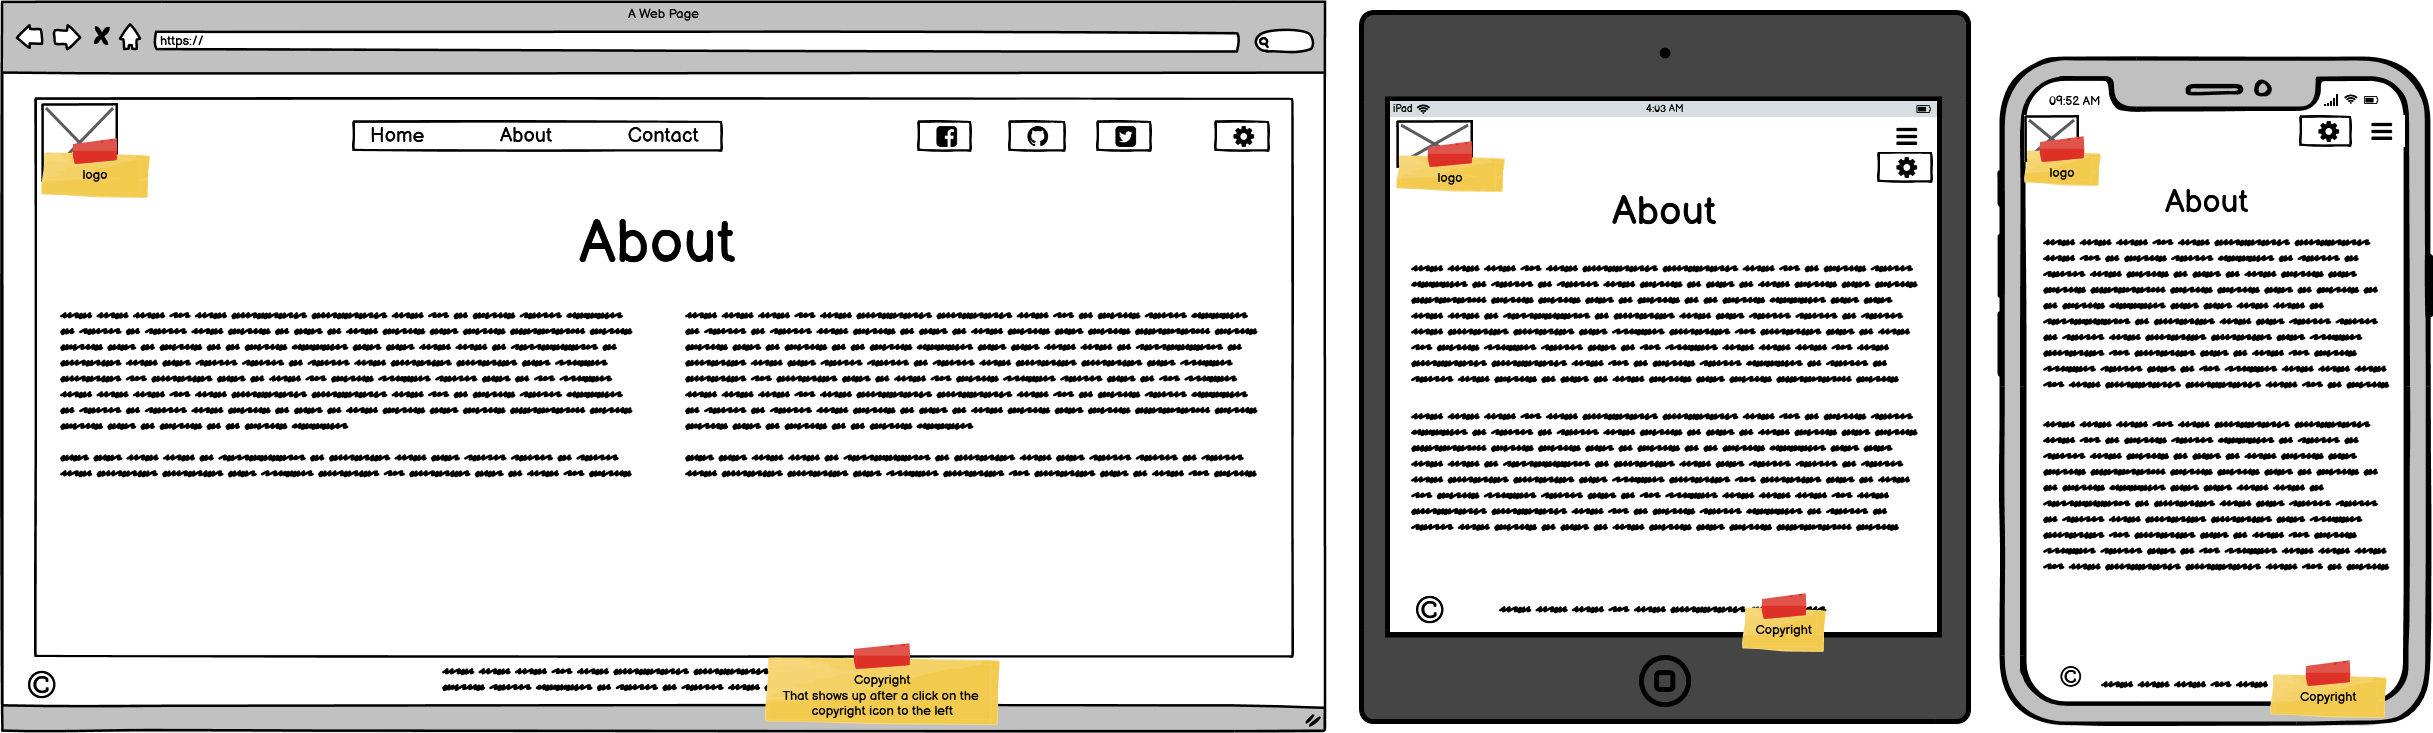 A Web Page
https://
Home About Contact
logo
About
©
Copyright
That shows up after a click on the
copyright icon to the left
iPad 4:03 AM
logo
About
©
Copyright
09:52 AM
logo
About
©
Copyright